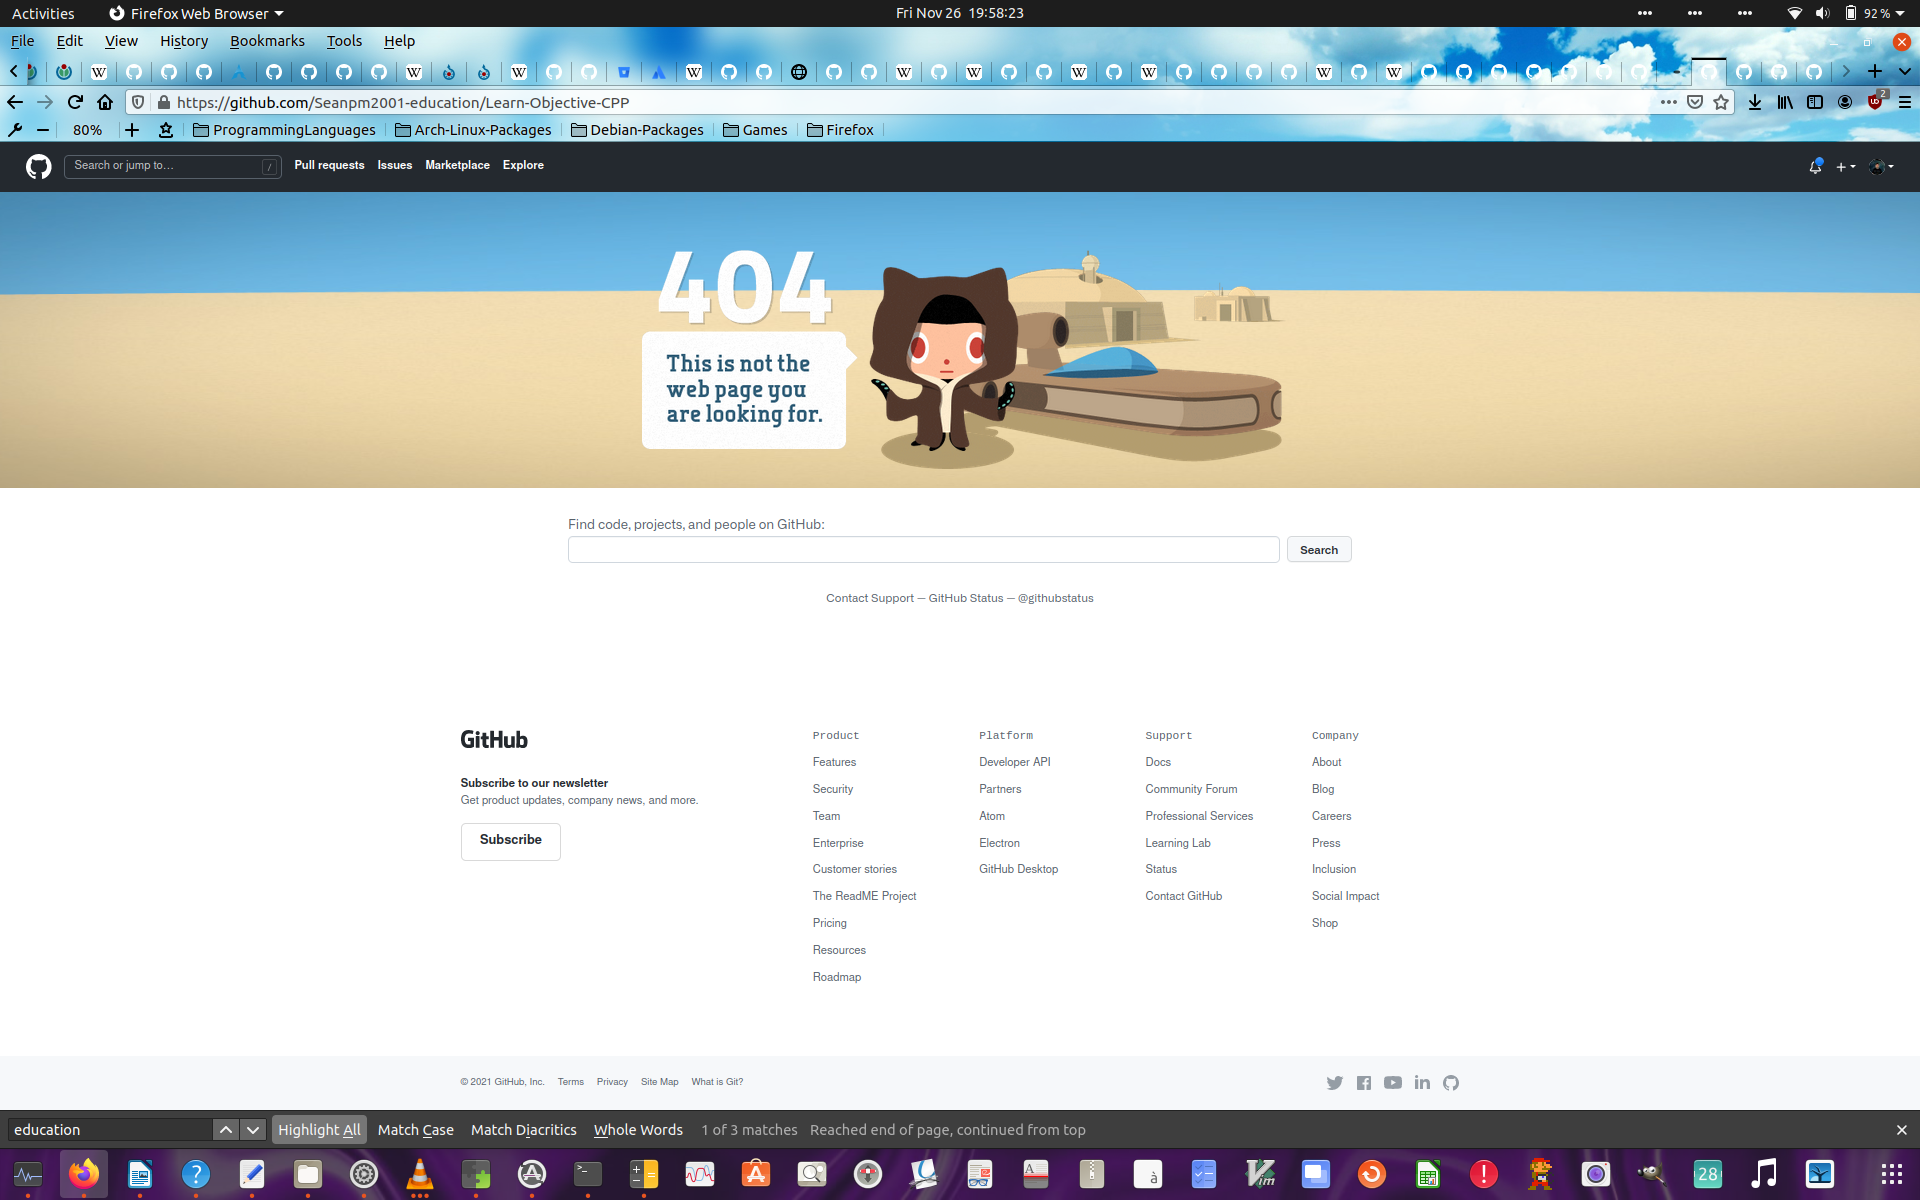 Activities Firefox Web Browser Fri Nov 26 19:58:23 92 %
File Edit View History Bookmarks Tools Help
https://github.com/Seanpm2001-education/Learn-Objective-CPP 2
80% ProgrammingLanguages Arch-Linux-Packages Debian-Packages Games Firefox
Search or jump to... / Pull requests Issues Marketplace Explore
404
This is not the
web page you
are looking for.
Find code, projects, and people on GitHub:
Search
Contact Support — GitHub Status — @githubstatus
GitHub
Subscribe to our newsletter
Get product updates, company news, and more.
Subscribe
Product
Features
Security
Team
Enterprise
Customer stories
The ReadME Project
Pricing
Resources
Roadmap
Platform
Developer API
Partners
Atom
Electron
GitHub Desktop
Support
Docs
Community Forum
Professional Services
Learning Lab
Status
Contact GitHub
Company
About
Blog
Careers
Press
Inclusion
Social Impact
Shop
© 2021 GitHub, Inc. Terms Privacy Site Map What is Git?
education Highlight All Match Case Match Diacritics Whole Words 1 of 3 matches Reached end of page, continued from top
28